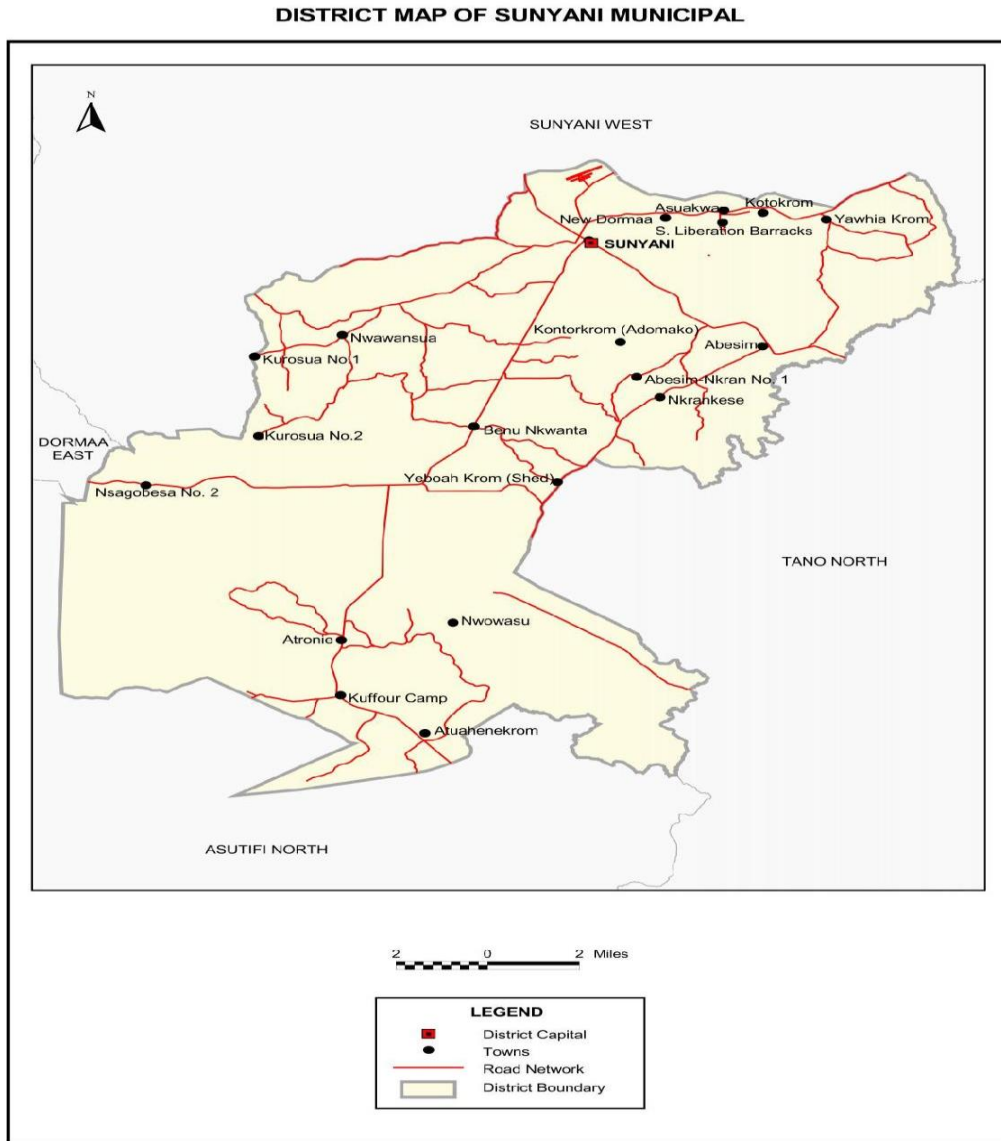 DISTRICT MAP OF SUNYANI MUNICIPAL
N
SUNYANI WEST
Asuakwa
Kotokrom
New Dormaa
Yawhia Krom
S. Liberation Barracks
SUNYANI
Kontorkrom (Adomako)
Nwawansua
Abesim
Kurosua No.1
Abesim-Nkran No. 1
Nkrankese
Benu Nkwanta
Kurosua No.2
DORMAA
EAST
Yeboah Krom (Shed)
Nsagobesa No. 2
TANO NORTH
Nwowasu
Atronie
Kuffour Camp
Atuahenekrom
ASUTIFI NORTH
2 0 2 Miles
LEGEND
District Capital
Towns
Road Network
District Boundary